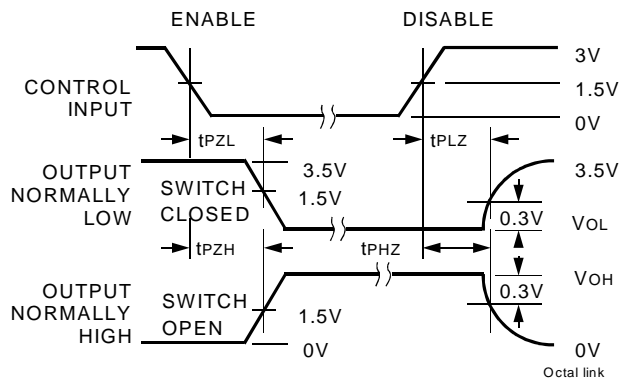 ENABLE DISABLE
3V
CONTROL INPUT
1.5V
0V
tPZL tPLZ
OUTPUT NORMALLY LOW
3.5V
3.5V
SWITCH CLOSED
1.5V
0.3V
VOL
tPZH tPHZ
VOH
0.3V
OUTPUT NORMALLY HIGH
SWITCH OPEN
1.5V
0V
0V
Octal link